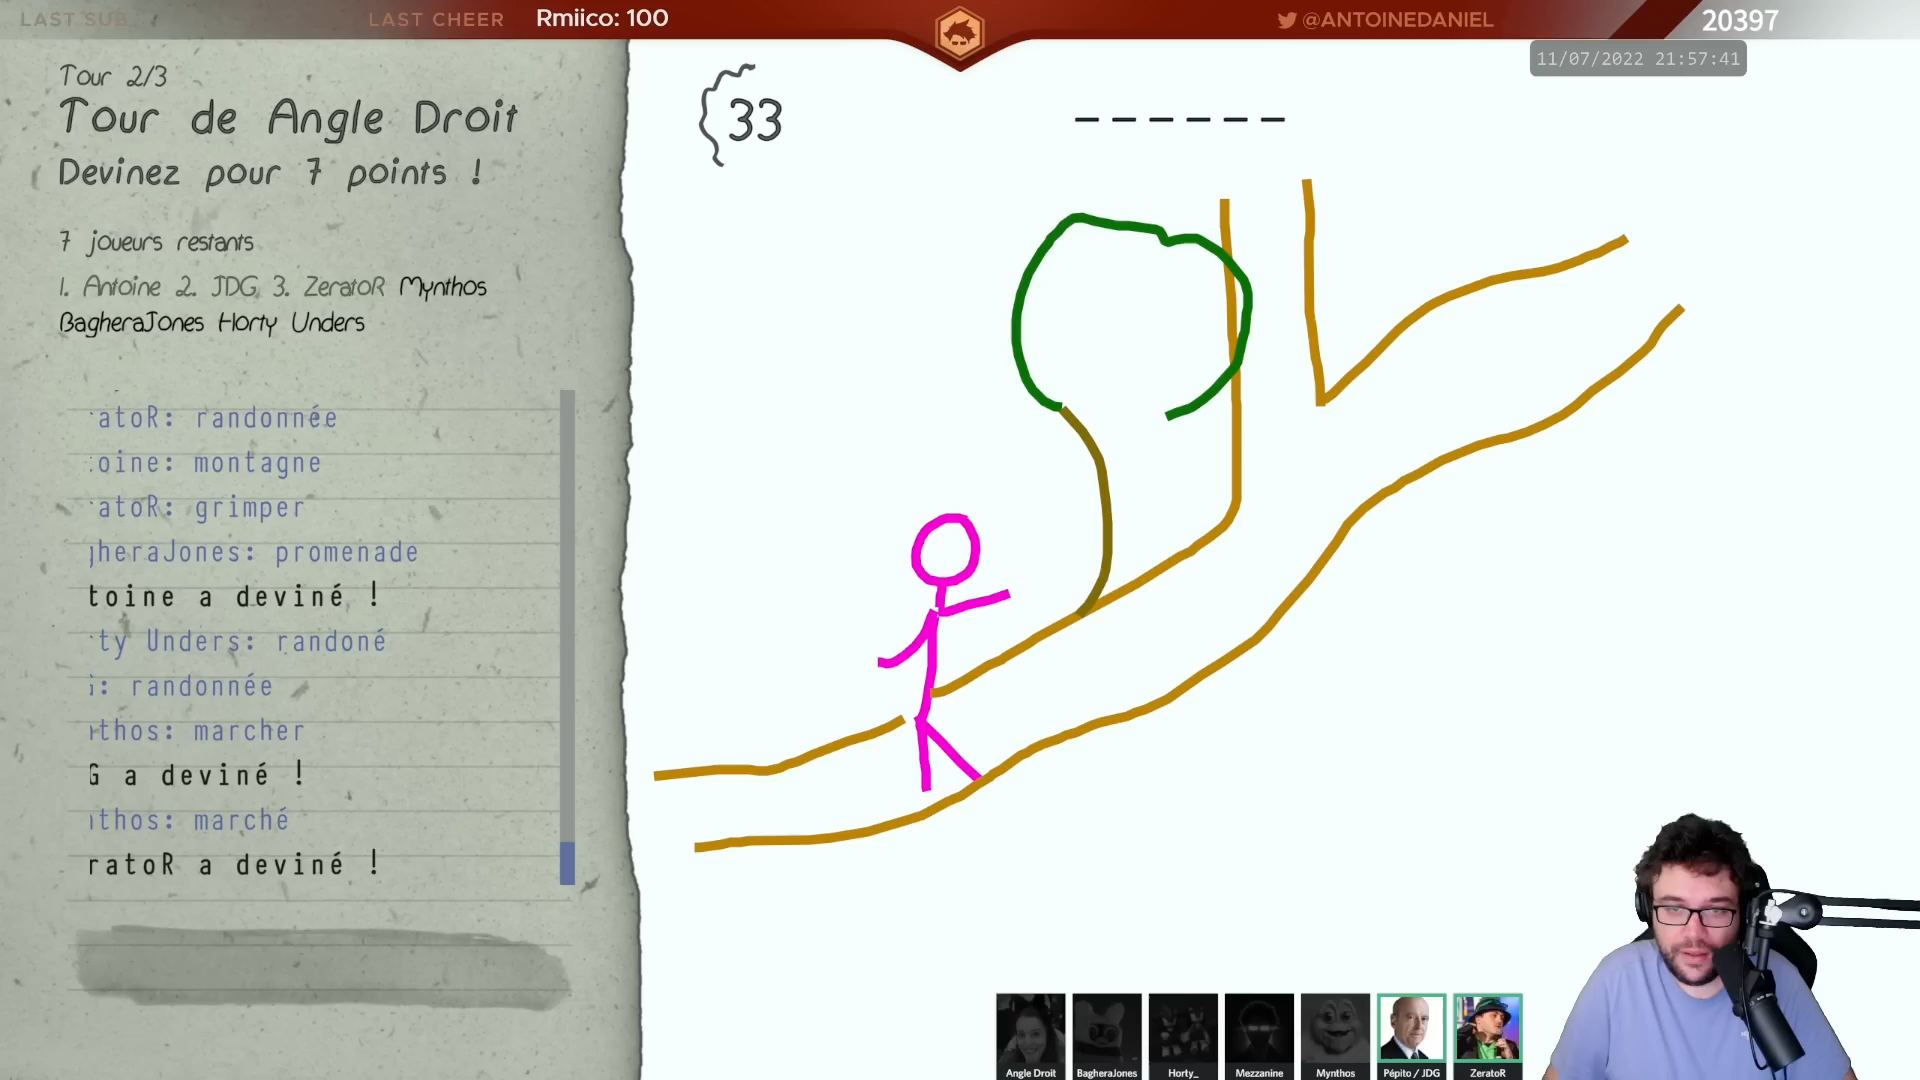 LAST SUB
LAST CHEER
Rmiico: 100
@ANTOINEDANIEL
20397
11/07/2022 21:57:41
Tour 2/3
Tour de Angle Droit
Devinez pour 7 points !
7 joueurs restants
1. Antoine 2. JDG 3. ZeratoR Mynthos
BagheraJones Horty Unders
33
atoR: randonnée
oine: montagne
atoR: grimper
gheraJones: promenade
toine a deviné !
ty Unders: randoné
i: randonnée
nthos: marcher
G a deviné !
nthos: marché
ratoR a deviné !
Angle Droit
BagheraJones
Horty_
Mezzanine
Mynthos
Pépito / JDG
ZeratoR